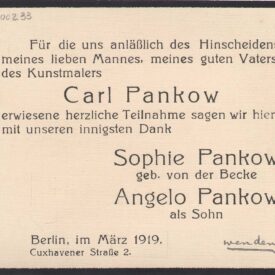 00233
Für die uns anläßlich des Hinscheidens
meines lieben Mannes, meines guten Vaters
des Kunstmalers
Carl Pankow
erwiesene herzliche Teilnahme sagen wir hier
mit unseren innigsten Dank
Sophie Pankow
geb. von der Becke
Angelo Pankow
als Sohn
Berlin, im März 1919.
Cuxhavener Straße 2.
wenden